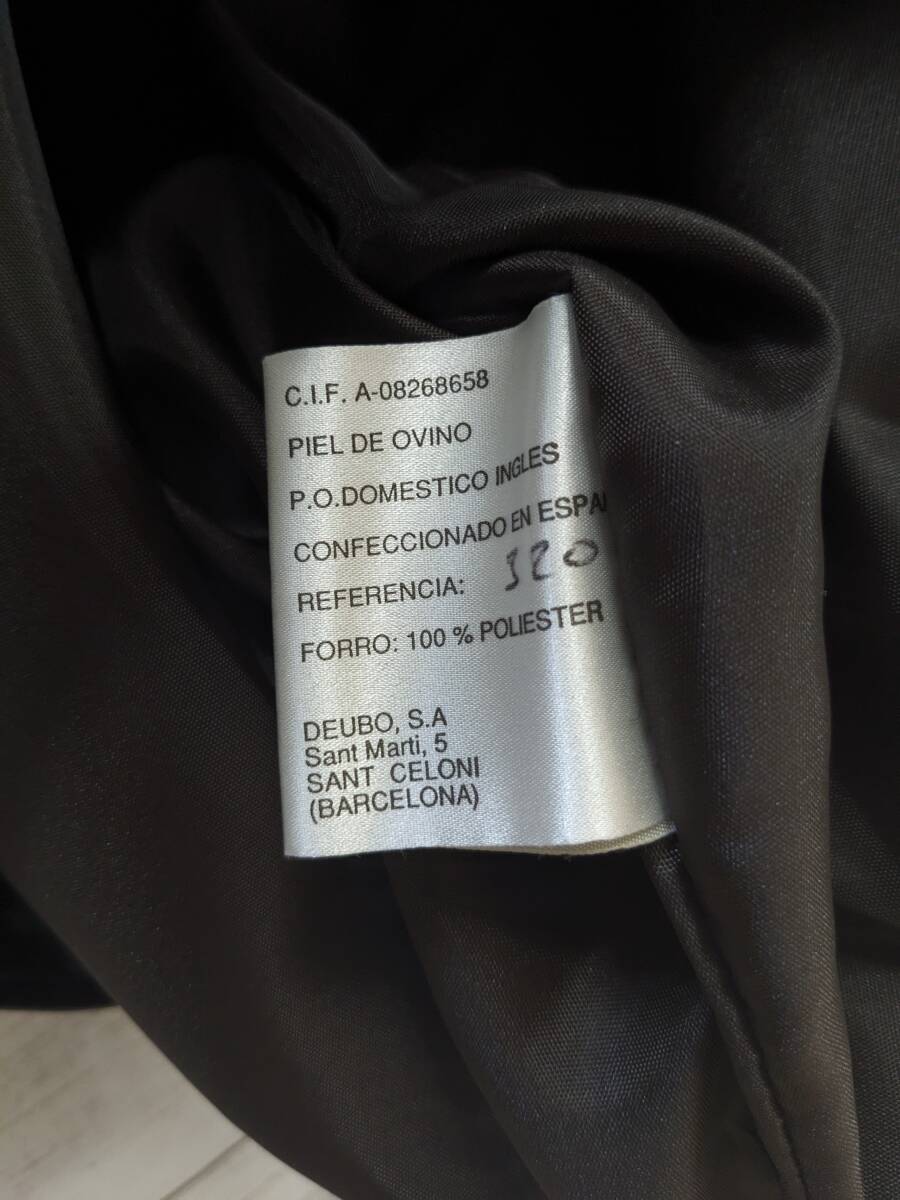 C.I.F. A-08268658
PIEL DE OVINO
P.O.DOMESTICO INGLES
CONFECCIONADO EN ESPA
REFERENCIA: 320
FORRO: 100 % POLIESTER
DEUBO, S.A
Sant Marti, 5
SANT CELONI
(BARCELONA)